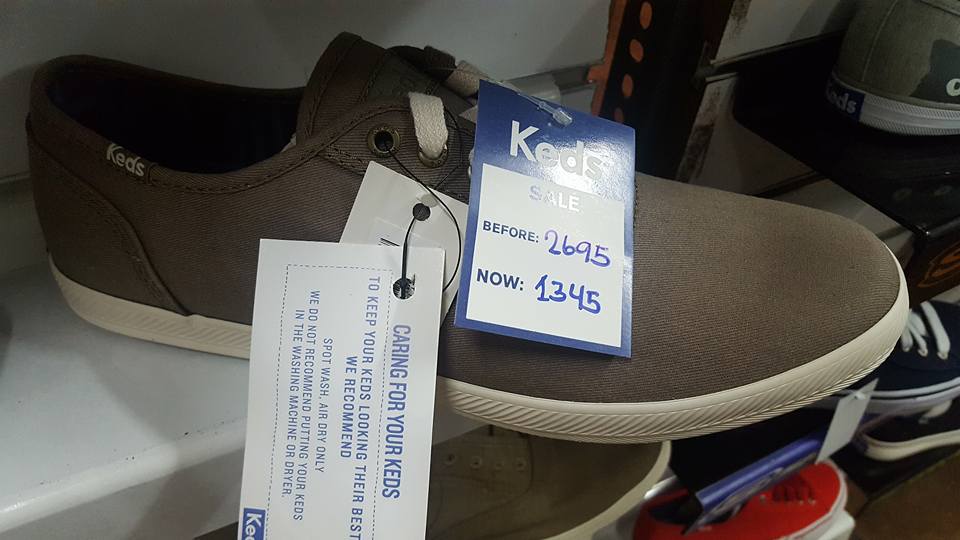 Keds
Keds
SALE
BEFORE: 2695
NOW: 1345
CARING FOR YOUR KEDS
TO KEEP YOUR KEDS LOOKING THEIR BEST
WE RECOMMEND
SPOT WASH, AIR DRY ONLY
WE DO NOT RECOMMEND PUTTING YOUR KEDS
IN THE WASHING MACHINE OR DRYER.
Ked
Keds